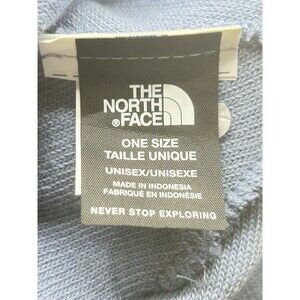 THE
NORTH
FACE
ONE SIZE
TAILLE UNIQUE
UNISEX/UNISEXE
MADE IN INDONESIA
FABRIQUÉ EN INDONÉSIE
NEVER STOP EXPLORING